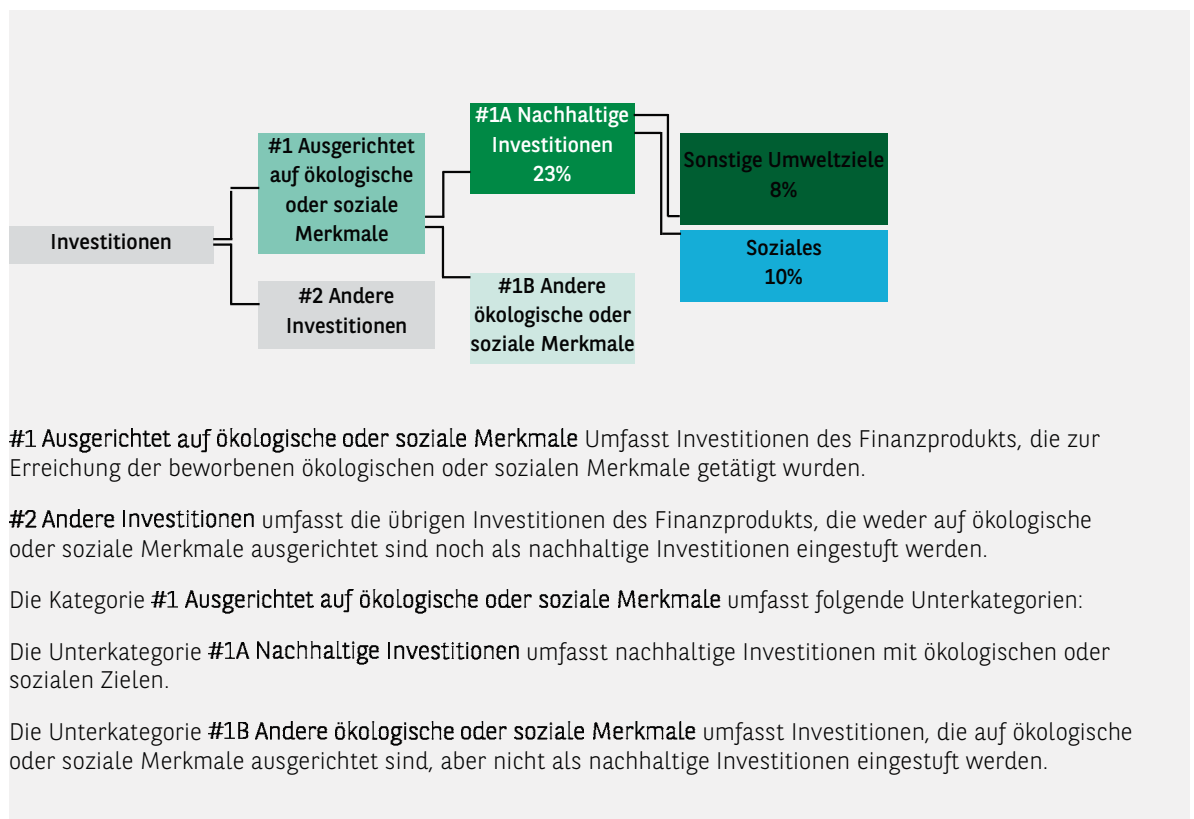 #1A Nachhaltige
Investitionen
23%
#1 Ausgerichtet
auf ökologische
oder soziale
Merkmale
Sonstige Umweltziele
8%
Investitionen
Soziales
10%
#2 Andere
Investitionen
#1B Andere
ökologische oder
soziale Merkmale
#1 Ausgerichtet auf ökologische oder soziale Merkmale Umfasst Investitionen des Finanzprodukts, die zur
Erreichung der beworbenen ökologischen oder sozialen Merkmale getätigt wurden.
#2 Andere Investitionen umfasst die übrigen Investitionen des Finanzprodukts, die weder auf ökologische
oder soziale Merkmale ausgerichtet sind noch als nachhaltige Investitionen eingestuft werden.
Die Kategorie #1 Ausgerichtet auf ökologische oder soziale Merkmale umfasst folgende Unterkategorien:
Die Unterkategorie #1A Nachhaltige Investitionen umfasst nachhaltige Investitionen mit ökologischen oder
sozialen Zielen.
Die Unterkategorie #1B Andere ökologische oder soziale Merkmale umfasst Investitionen, die auf ökologische
oder soziale Merkmale ausgerichtet sind, aber nicht als nachhaltige Investitionen eingestuft werden.